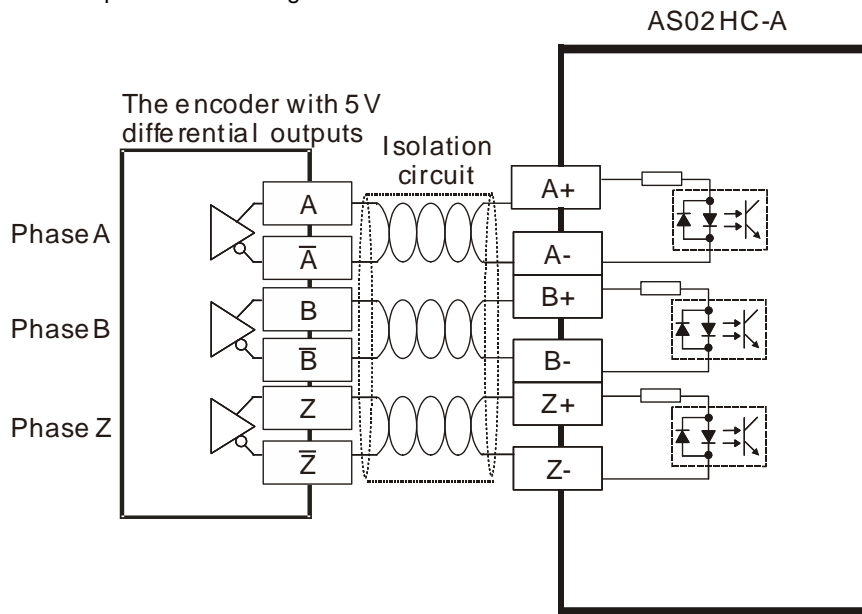 AS02HC-A
The encoder with 5V
differential outputs
Isolation
circuit
Phase A
A
A̅
A+
A-
Phase B
B
B̅
B+
B-
Phase Z
Z
Z̅
Z+
Z-